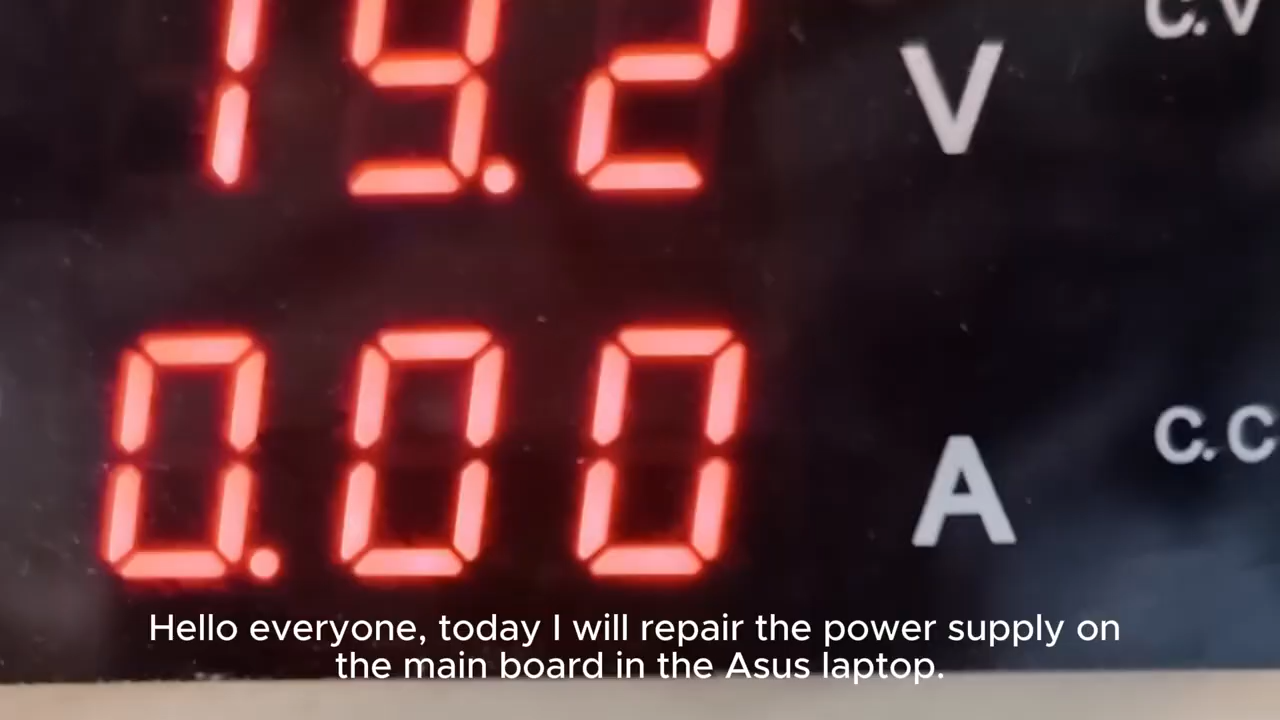 19.2 V C.V
0.00 A C.C
Hello everyone, today I will repair the power supply on
the main board in the Asus laptop.